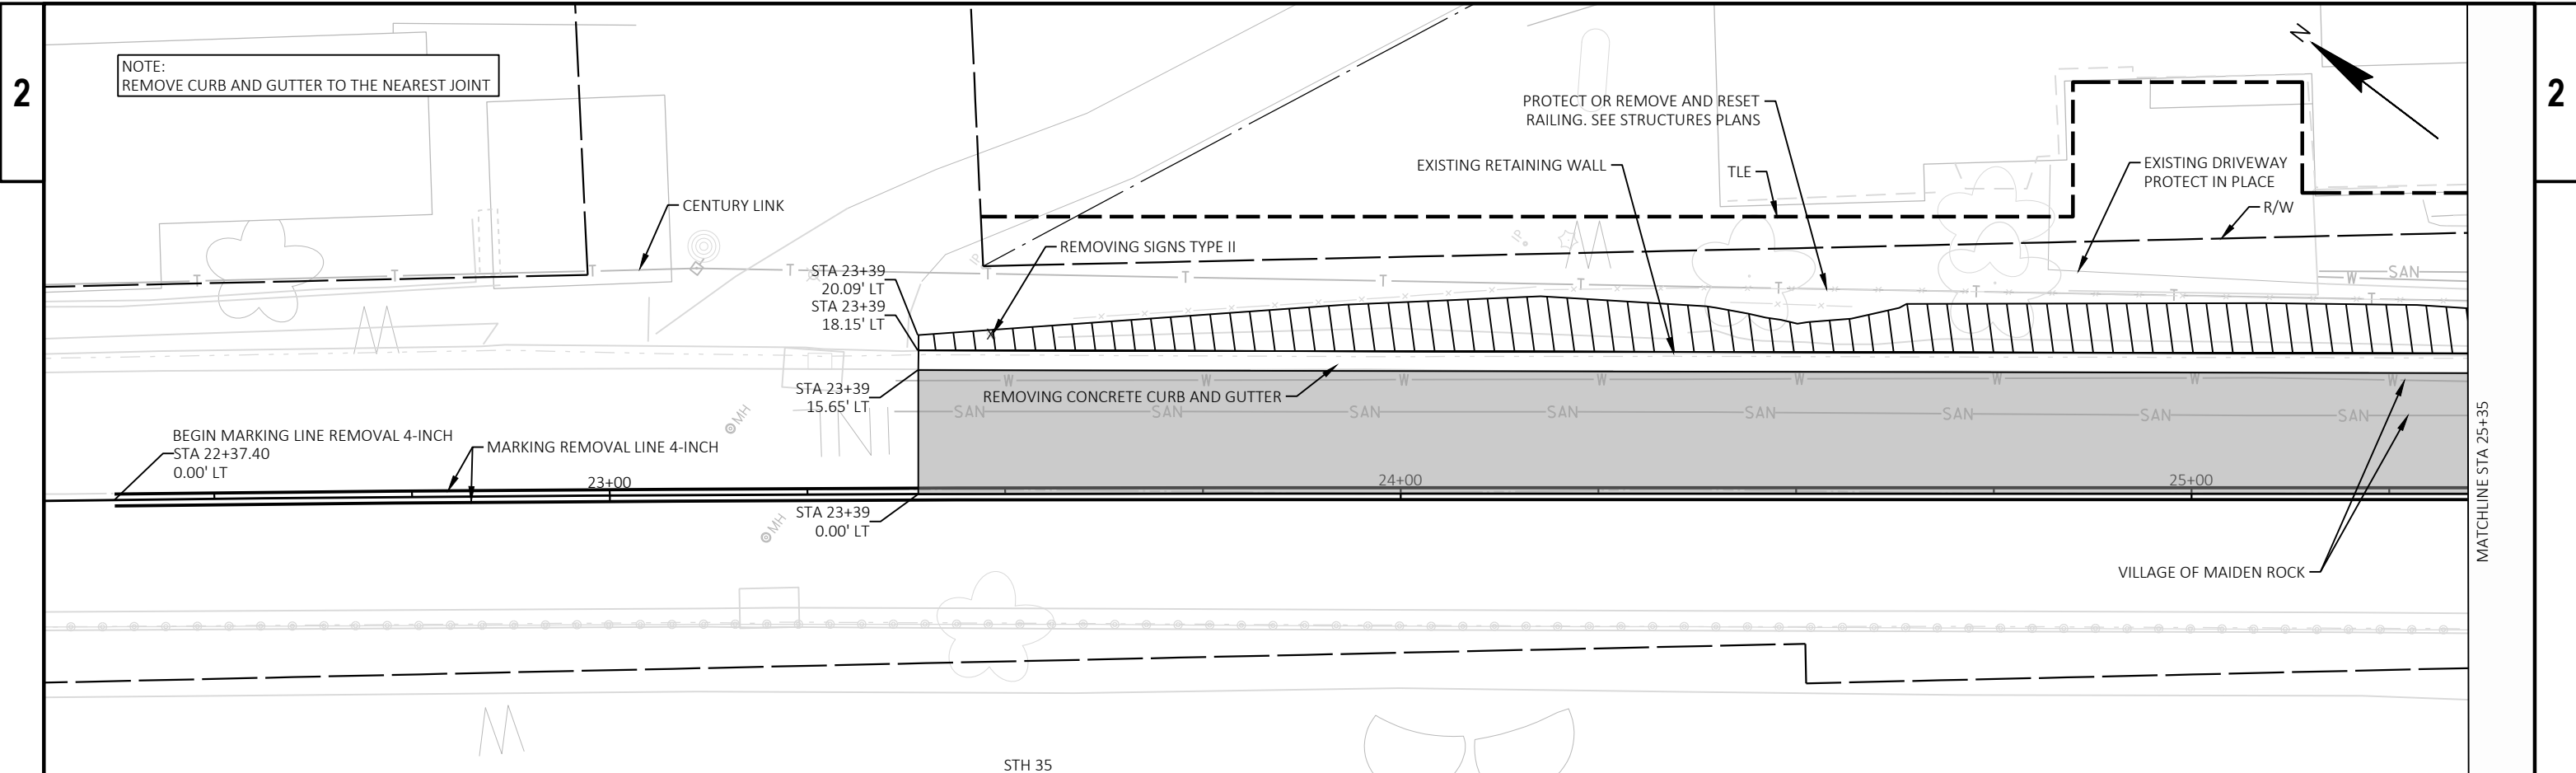 2
2
N
NOTE:
REMOVE CURB AND GUTTER TO THE NEAREST JOINT
PROTECT OR REMOVE AND RESET
RAILING. SEE STRUCTURES PLANS
EXISTING RETAINING WALL
TLE
EXISTING DRIVEWAY
PROTECT IN PLACE
R/W
CENTURY LINK
REMOVING SIGNS TYPE II
IP
IP
T T T T T T T T T T T T
W SAN
STA 23+39
20.09' LT
STA 23+39
18.15' LT
STA 23+39
15.65' LT
REMOVING CONCRETE CURB AND GUTTER
W W W W W W W W
SAN SAN SAN SAN SAN SAN SAN SAN
MH
BEGIN MARKING LINE REMOVAL 4-INCH
STA 22+37.40
0.00' LT
MARKING REMOVAL LINE 4-INCH
23+00
24+00
25+00
STA 23+39
0.00' LT
MH
MATCHLINE STA 25+35
VILLAGE OF MAIDEN ROCK
STH 35